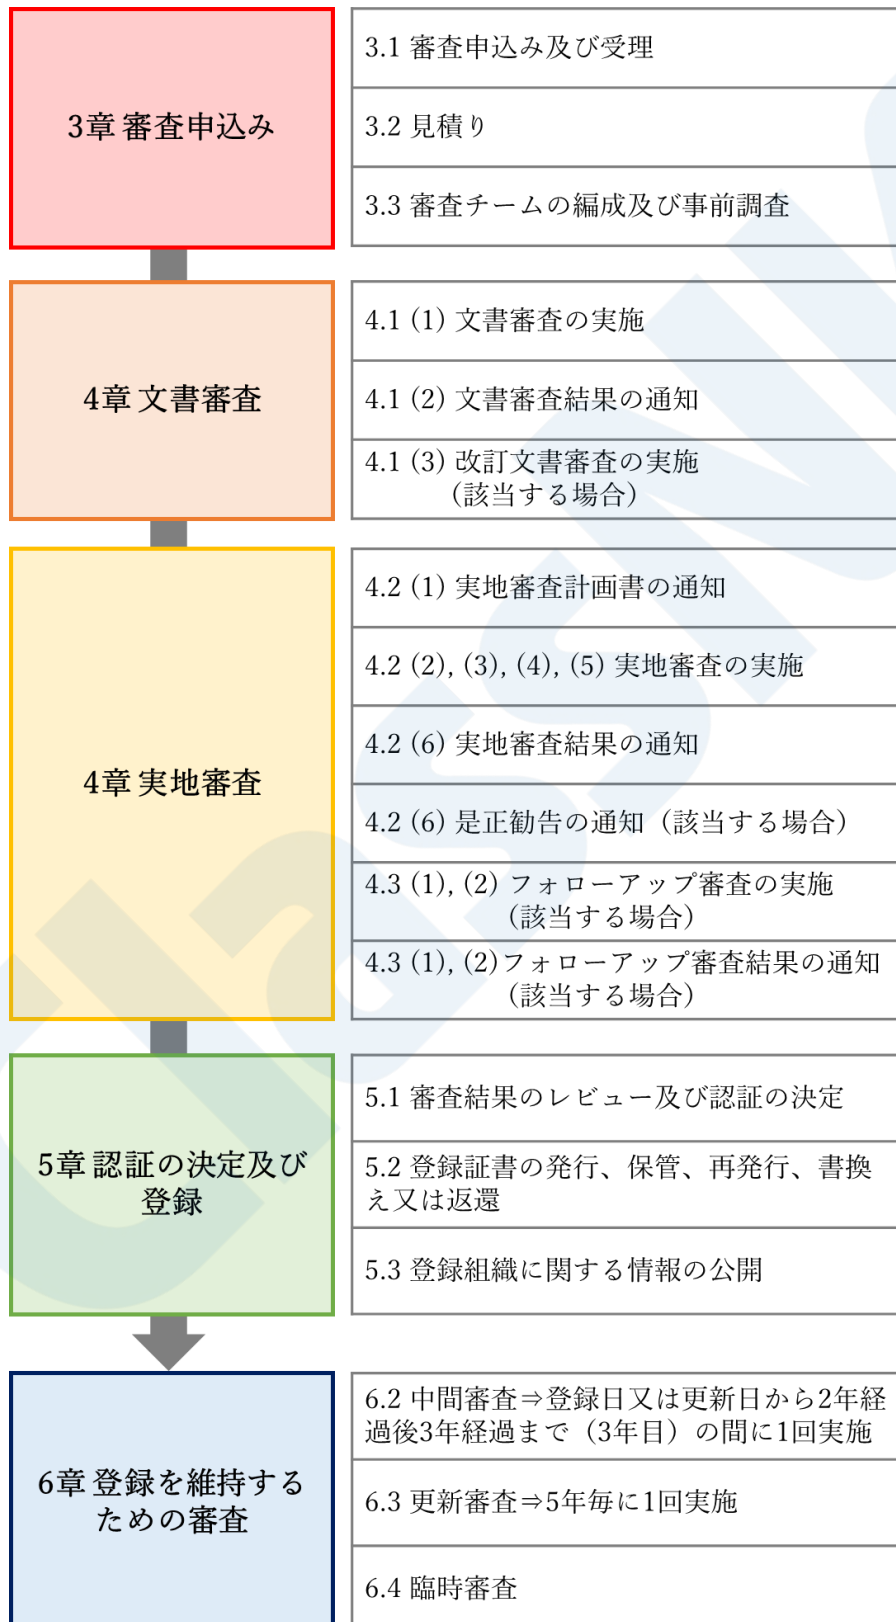 3章 審査申込み
3.1 審査申込み及び受理
3.2 見積り
3.3 審査チームの編成及び事前調査
4章 文書審査
4.1 (1) 文書審査の実施
4.1 (2) 文書審査結果の通知
4.1 (3) 改訂文書審査の実施
（該当する場合）
4章 実地審査
4.2 (1) 実地審査計画書の通知
4.2 (2), (3), (4), (5) 実地審査の実施
4.2 (6) 実地審査結果の通知
4.2 (6) 是正勧告の通知（該当する場合）
4.3 (1), (2) フォローアップ審査の実施
（該当する場合）
4.3 (1), (2)フォローアップ審査結果の通知
（該当する場合）
5章 認証の決定及び
登録
5.1 審査結果のレビュー及び認証の決定
5.2 登録証書の発行、保管、再発行、書換
え又は返還
5.3 登録組織に関する情報の公開
6章 登録を維持する
ための審査
6.2 中間審査⇒登録日又は更新日から2年経
過後3年経過まで（3年目）の間に1回実施
6.3 更新審査⇒5年毎に1回実施
6.4 臨時審査
ClassNK